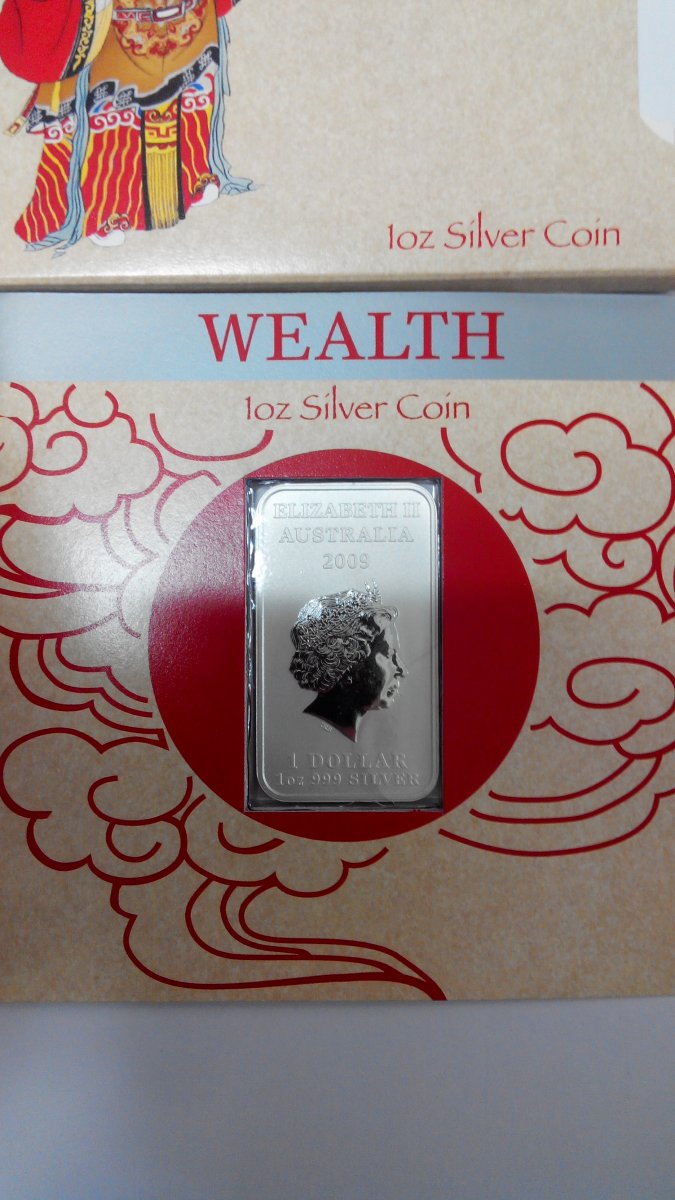 1oz Silver Coin
WEALTH
1oz Silver Coin
ELIZABETH II
AUSTRALIA
2009
1 DOLLAR
1oz 999 SILVER